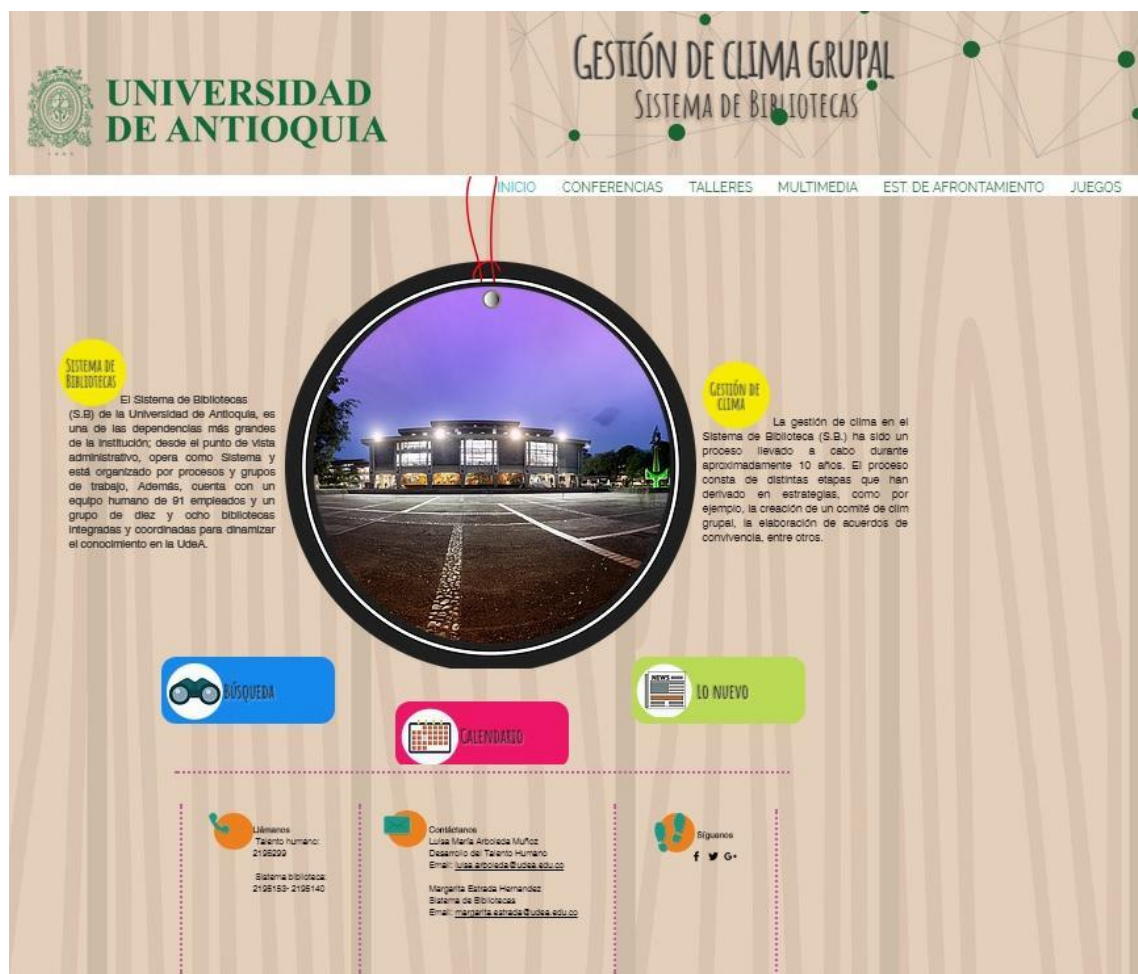 UNIVERSIDAD
DE ANTIOQUIA
GESTIÓN DE CLIMA GRUPAL
SISTEMA DE BIBLIOTECAS
INICIO CONFERENCIAS TALLERES MULTIMEDIA EST. DE AFRONTAMIENTO JUEGOS
SISTEMA DE
BIBLIOTECAS
El Sistema de Bibliotecas
(S.B) de la Universidad de Antioquia, es
una de las dependencias más grandes
de la Institución; desde el punto de vista
administrativo, opera como Sistema y
está organizado por procesos y grupos
de trabajo, Además, cuenta con un
equipo humano de 91 empleados y un
grupo de diez y ocho bibliotecas
integradas y coordinadas para dinamizar
el conocimiento en la UdeA.
GESTIÓN DE
CLIMA
La gestión de clima en el
Sistema de Biblioteca (S.B.) ha sido un
proceso llevado a cabo durante
aproximadamente 10 años. El proceso
consta de distintas etapas que han
derivado en estrategias, como por
ejemplo, la creación de un comité de clim
grupal, la elaboración de acuerdos de
convivencia, entre otros.
BÚSQUEDA
CALENDARIO
NEWS
LO NUEVO
Llámanos
Talento humano:
2195299
Sistema biblioteca:
2195153- 2195140
Contáctanos
Luisa María Arboleda Muñoz
Desarrollo del Talento Humano
Email: luisa.arboleda@udea.edu.co
Margarita Estrada Hernandez
Sistema de Bibliotecas
Email: margarita.estrada@udea.edu.co
Síguenos